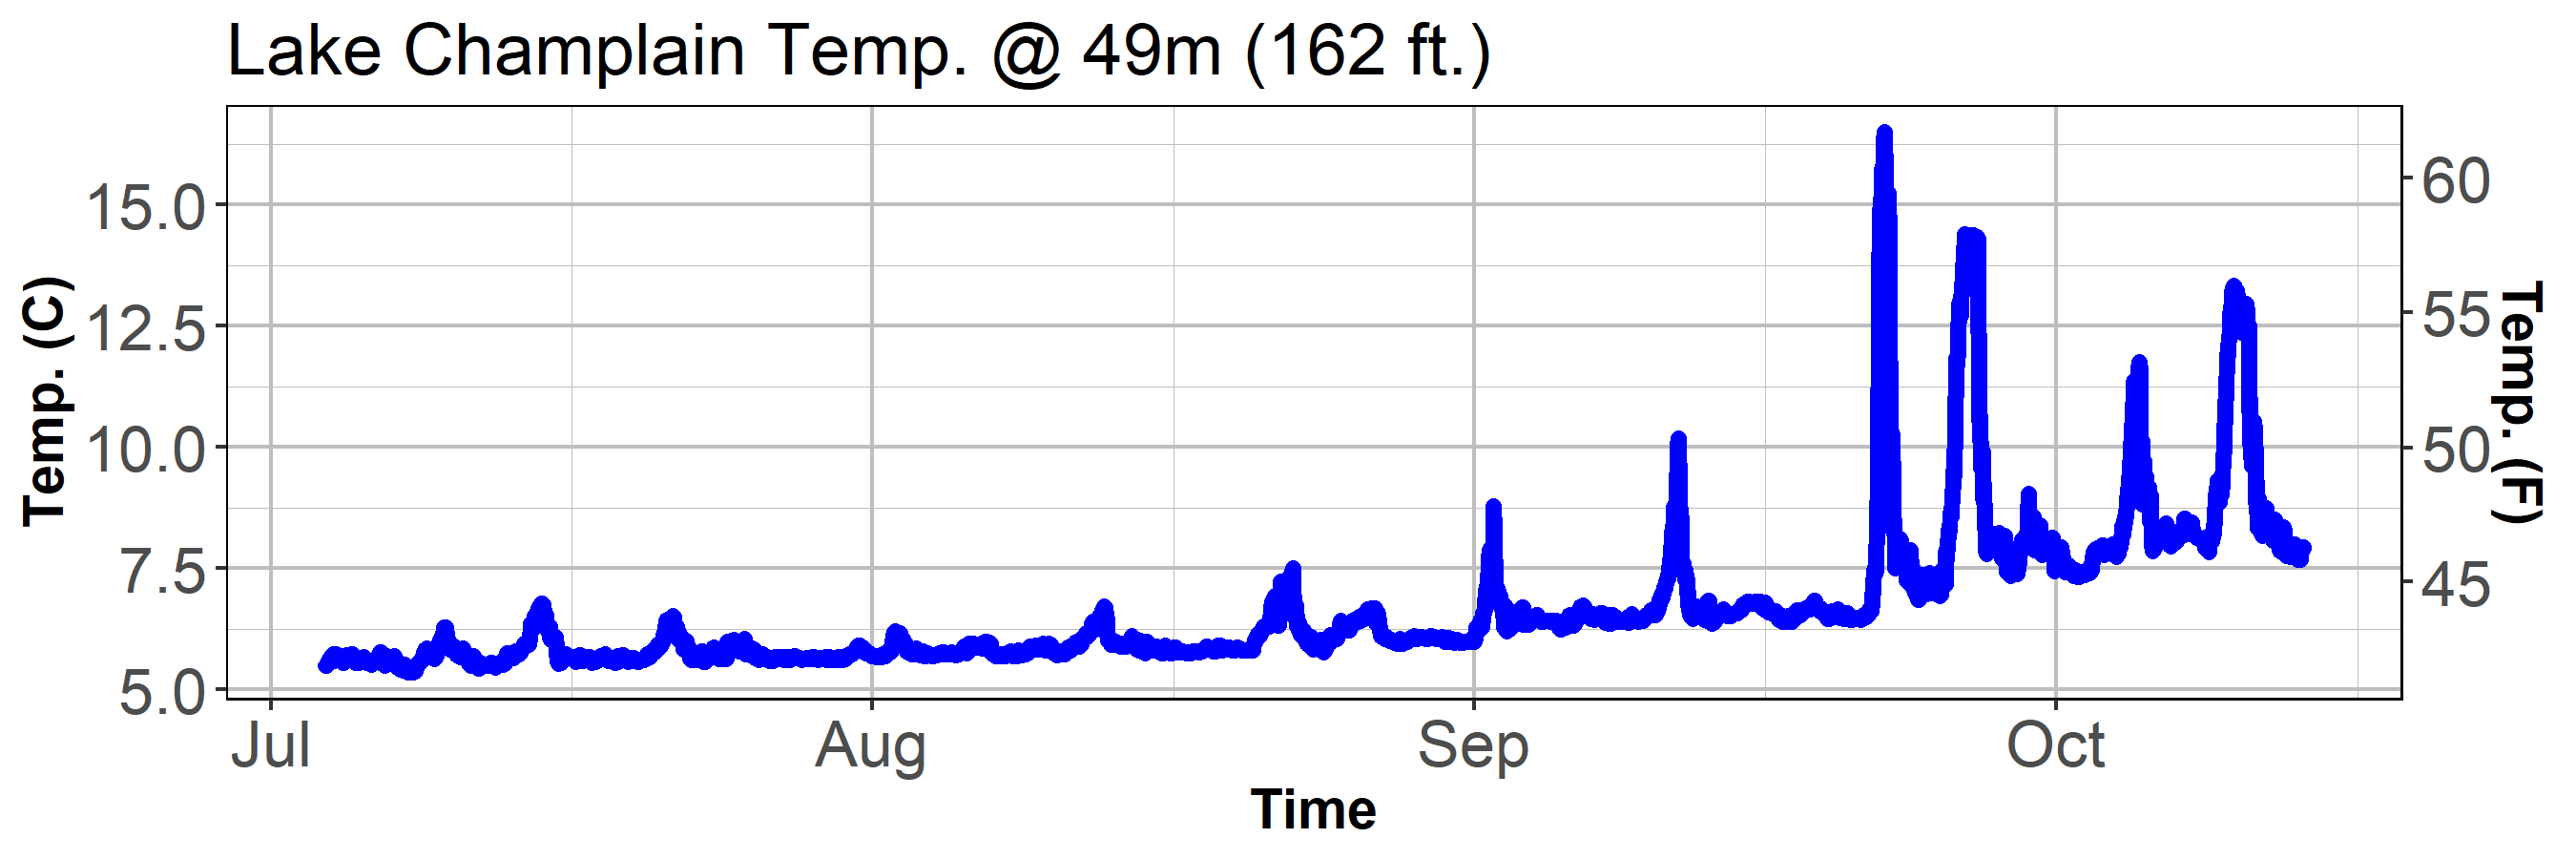 Lake Champlain Temp. @ 49m (162 ft.)
Temp. (C)
15.0
12.5
10.0
7.5
5.0
60
55
50
45
Temp. (F)
Jul Aug Sep Oct
Time